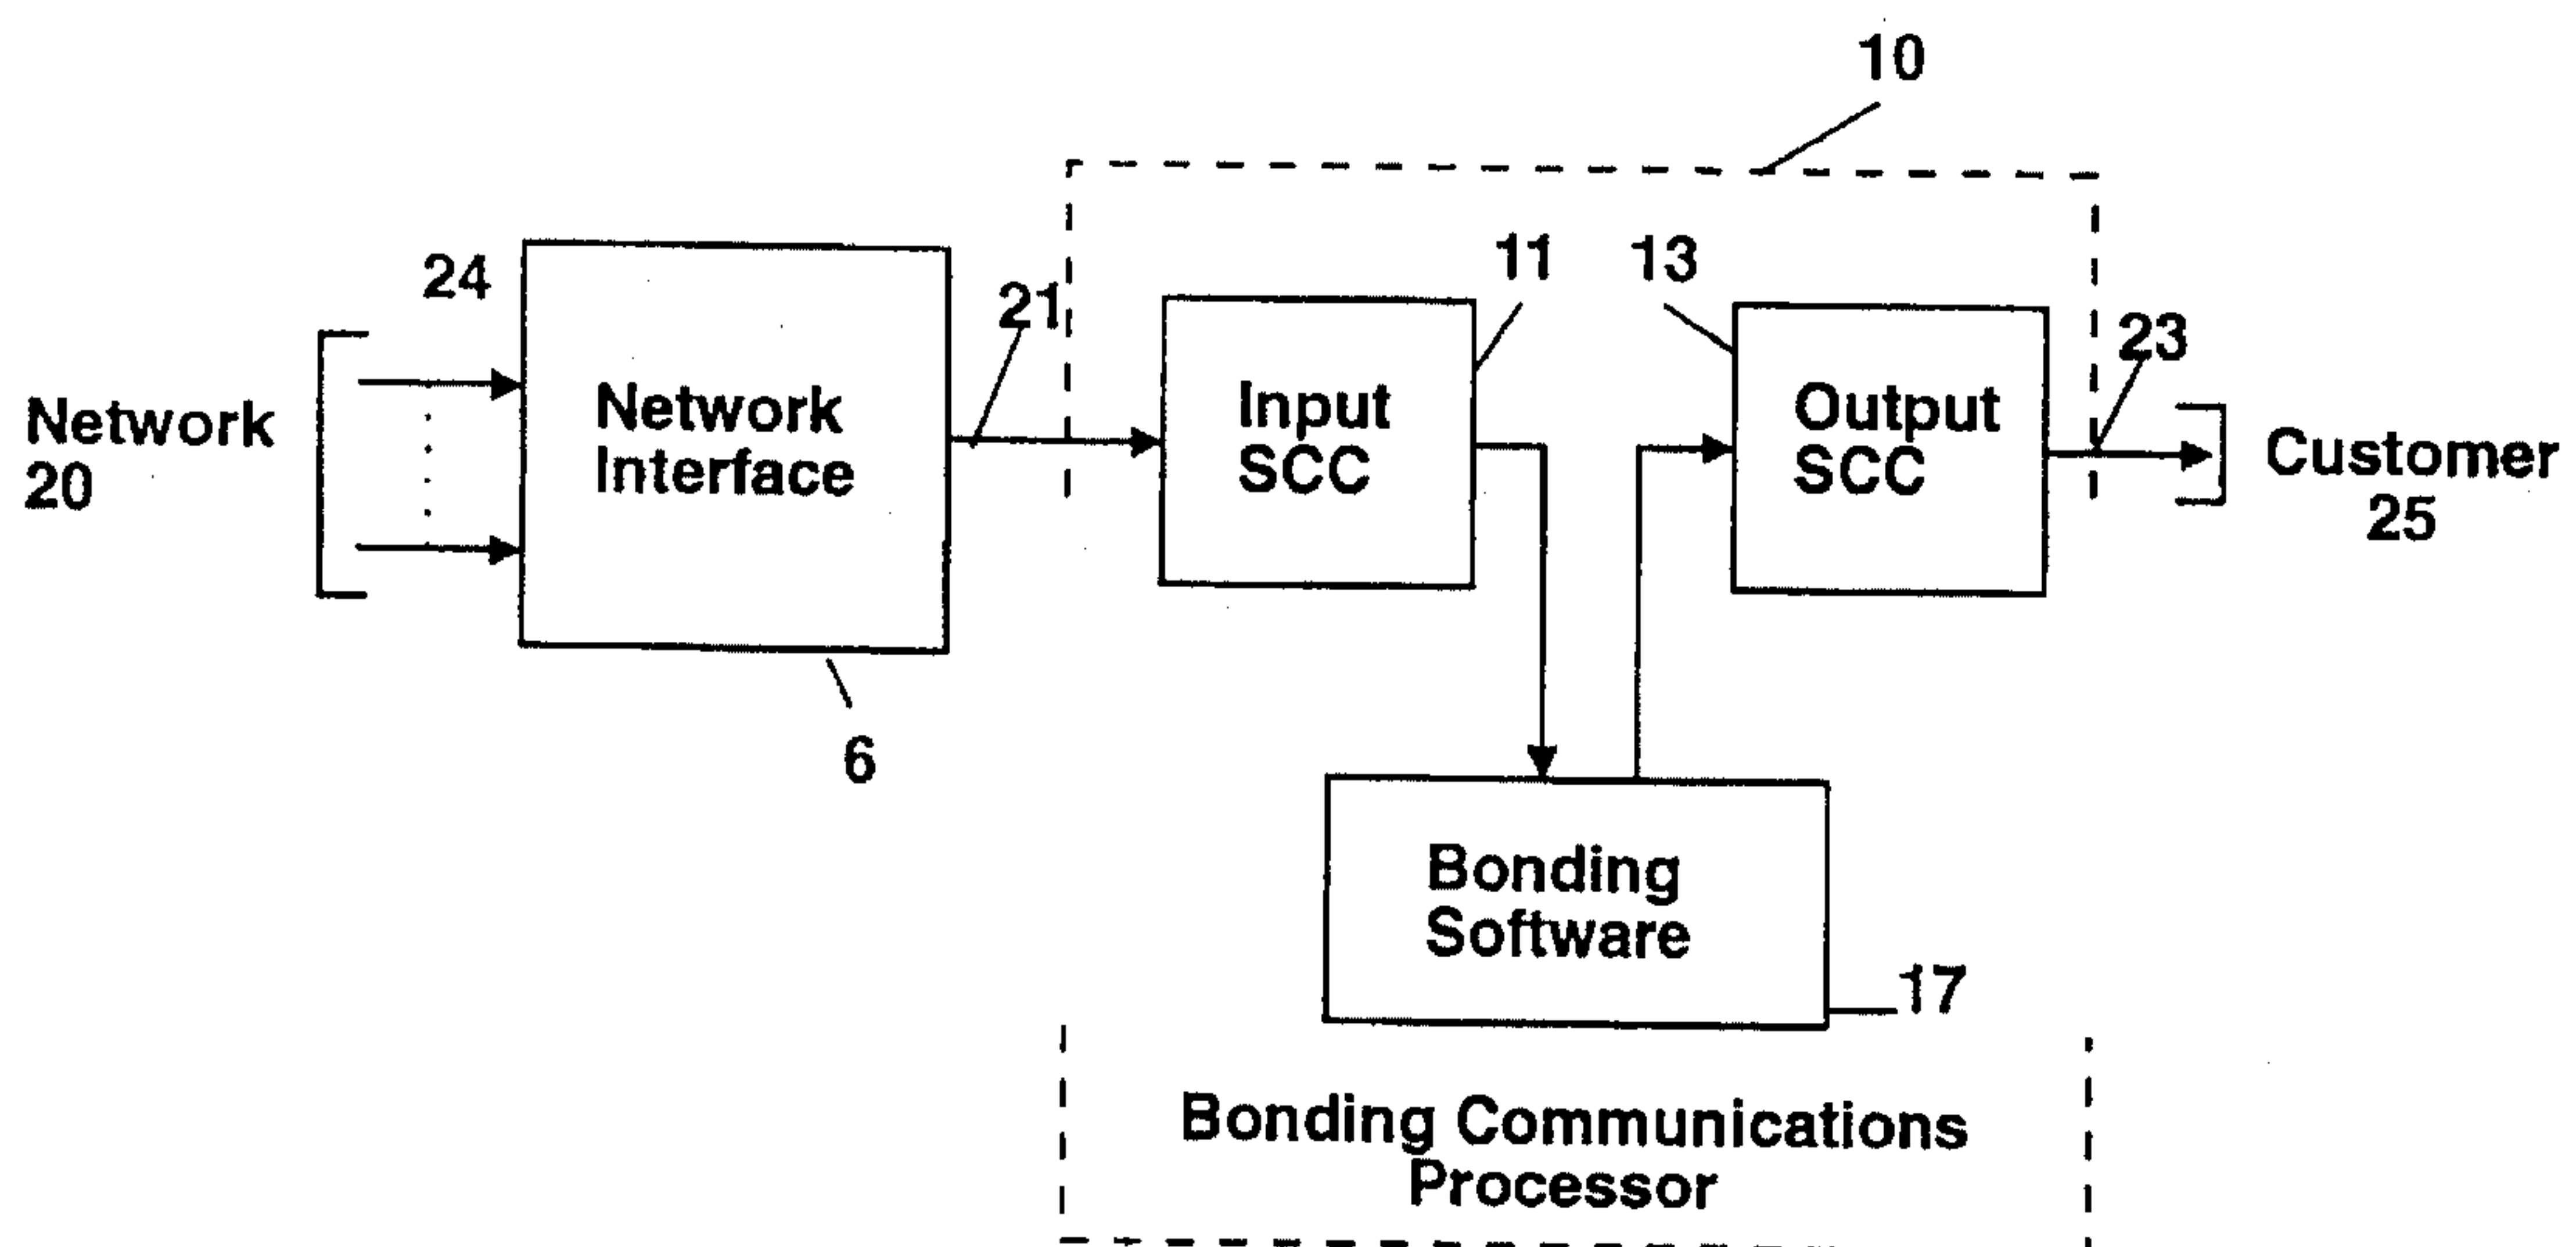 10
24
21
11
13
23
Network
20
Network
Interface
Input
SCC
Output
SCC
Customer
25
6
Bonding
Software
17
Bonding Communications
Processor